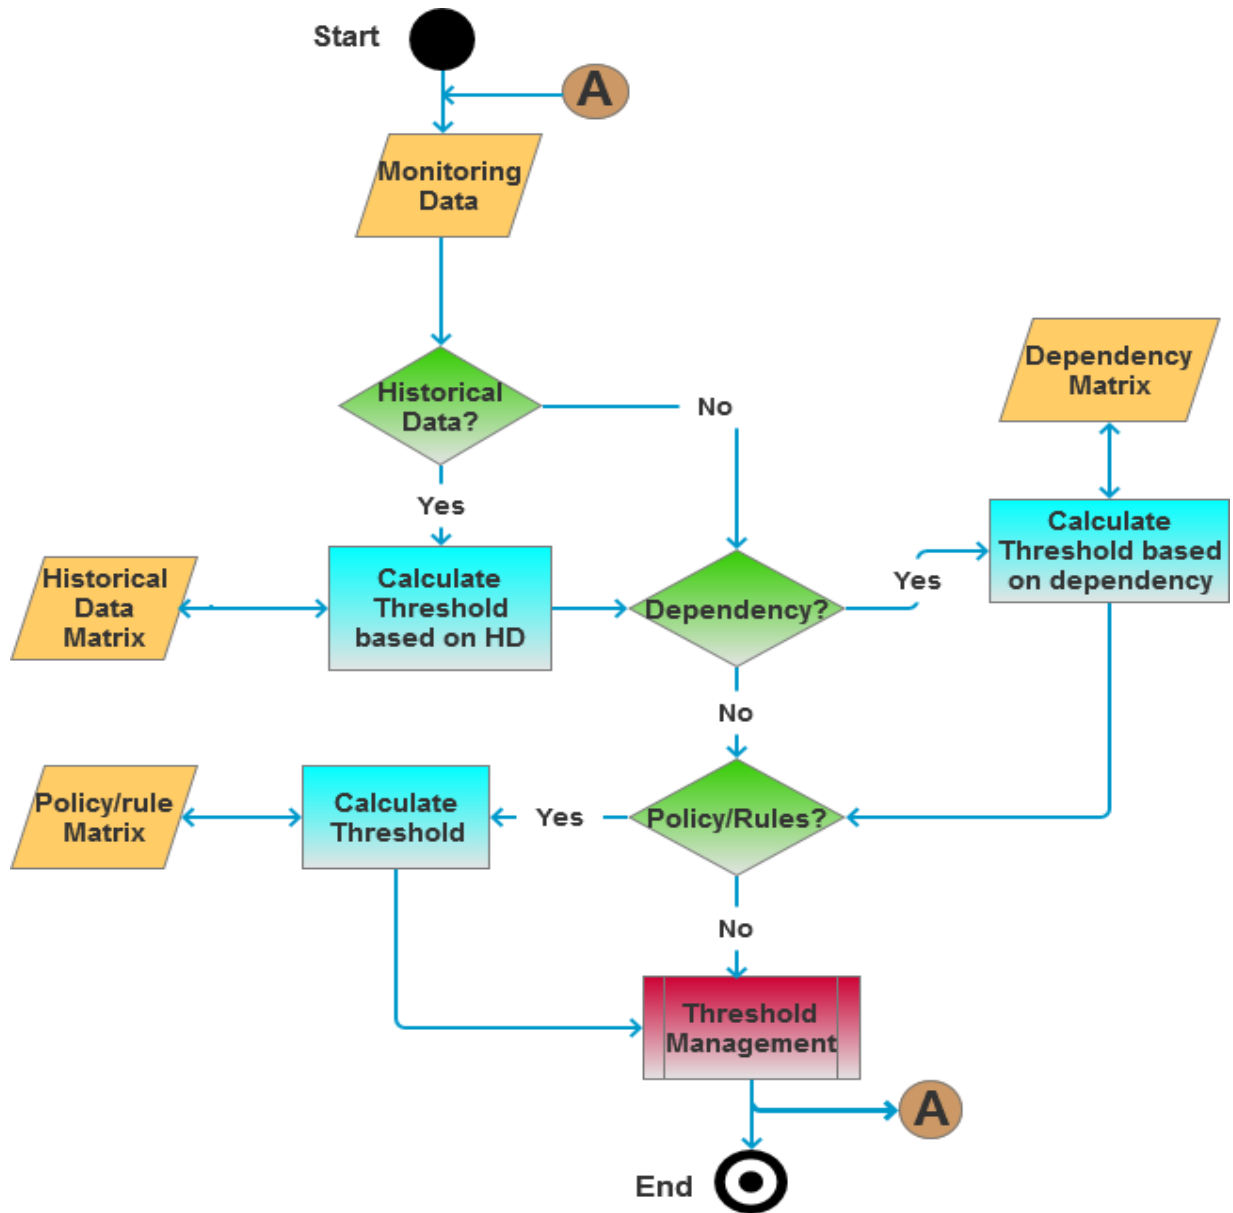 Start
A
Monitoring
Data
Historical
Data?
No
Dependency
Matrix
Yes
Calculate
Threshold based
on dependency
Historical
Data
Matrix
Calculate
Threshold
based on HD
Dependency?
Yes
No
Policy/rule
Matrix
Calculate
Threshold
Yes
Policy/Rules?
No
Threshold
Management
A
End